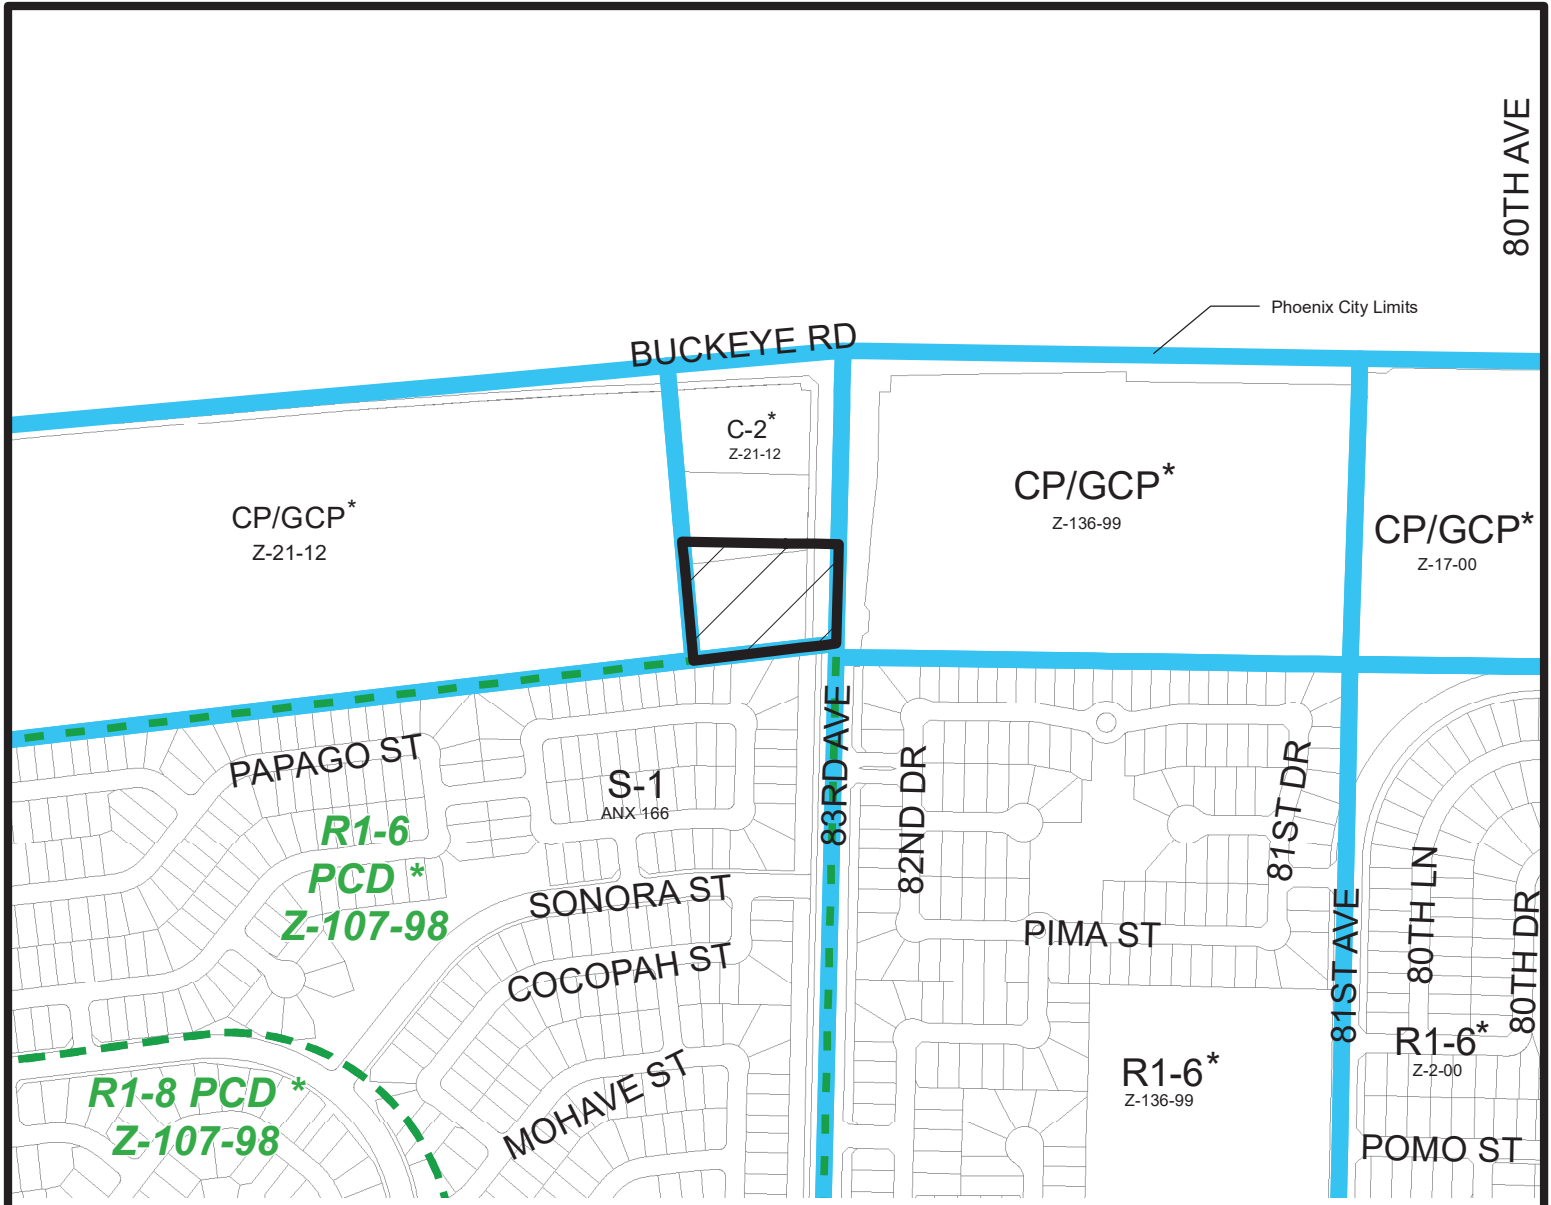 80TH AVE
Phoenix City Limits
BUCKEYE RD
C-2*
Z-21-12
CP/GCP*
Z-136-99
CP/GCP*
Z-21-12
CP/GCP*
Z-17-00
PAPAGO ST
S-1
ANX 166
83RD AVE
82ND DR
81ST DR
R1-6
PCD *
Z-107-98
SONORA ST
PIMA ST
COCOPAH ST
81ST AVE
80TH LN
80TH DR
R1-6*
Z-2-00
R1-6*
Z-136-99
R1-8 PCD *
Z-107-98
MOHAVE ST
POMO ST